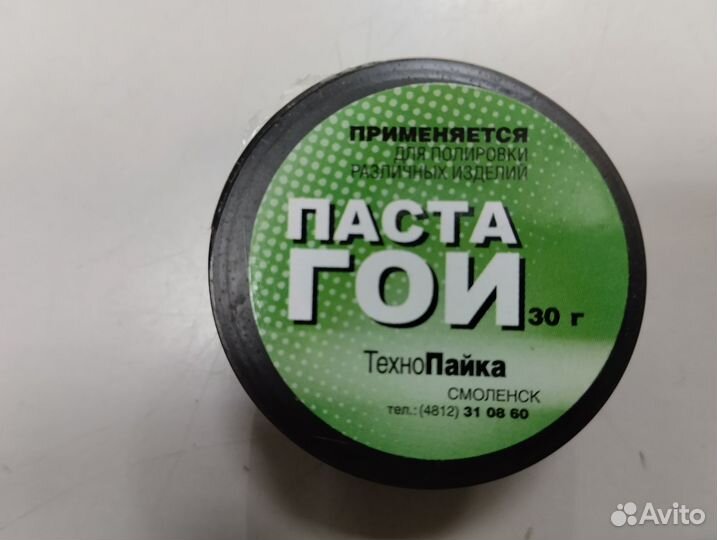 ПРИМЕНЯЕТСЯ
ДЛЯ ПОЛИРОВКИ
РАЗЛИЧНЫХ ИЗДЕЛИЙ
ПАСТА
ГОИ 30 г
ТехноПайка
СМОЛЕНСК
тел.: (4812) 31 08 60
Avito